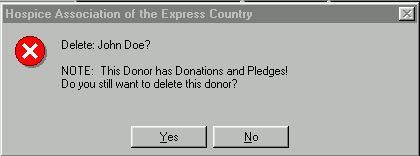 Hospice Association of the Express Country
Delete: John Doe?
NOTE: This Donor has Donations and Pledges!
Do you still want to delete this donor?
Yes
No